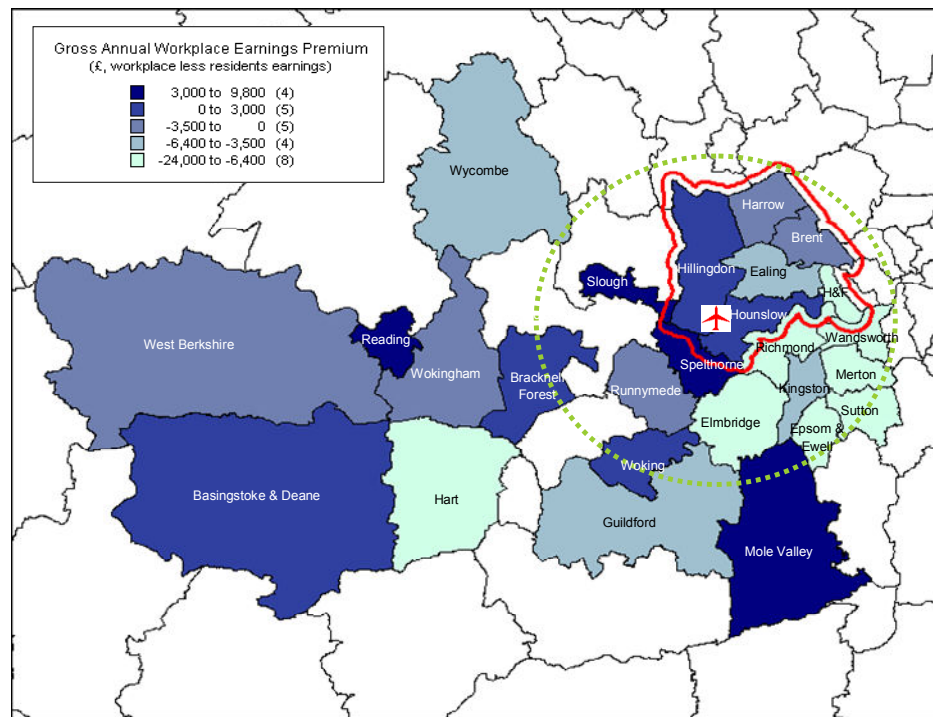 Gross Annual Workplace Earnings Premium
(£, workplace less residents earnings)
3,000 to 9,800 (4)
0 to 3,000 (5)
-3,500 to 0 (5)
-6,400 to -3,500 (4)
-24,000 to -6,400 (8)
Wycombe
Harrow
Brent
Hillingdon
Ealing
Slough
H&F
Hounslow
Reading
West Berkshire
Richmond
Wandsworth
Spelthorne
Wokingham
Merton
Bracknell
Forest
Runnymede
Kingston
Sutton
Elmbridge
Epsom &
Ewell
Woking
Basingstoke & Deane
Hart
Guildford
Mole Valley